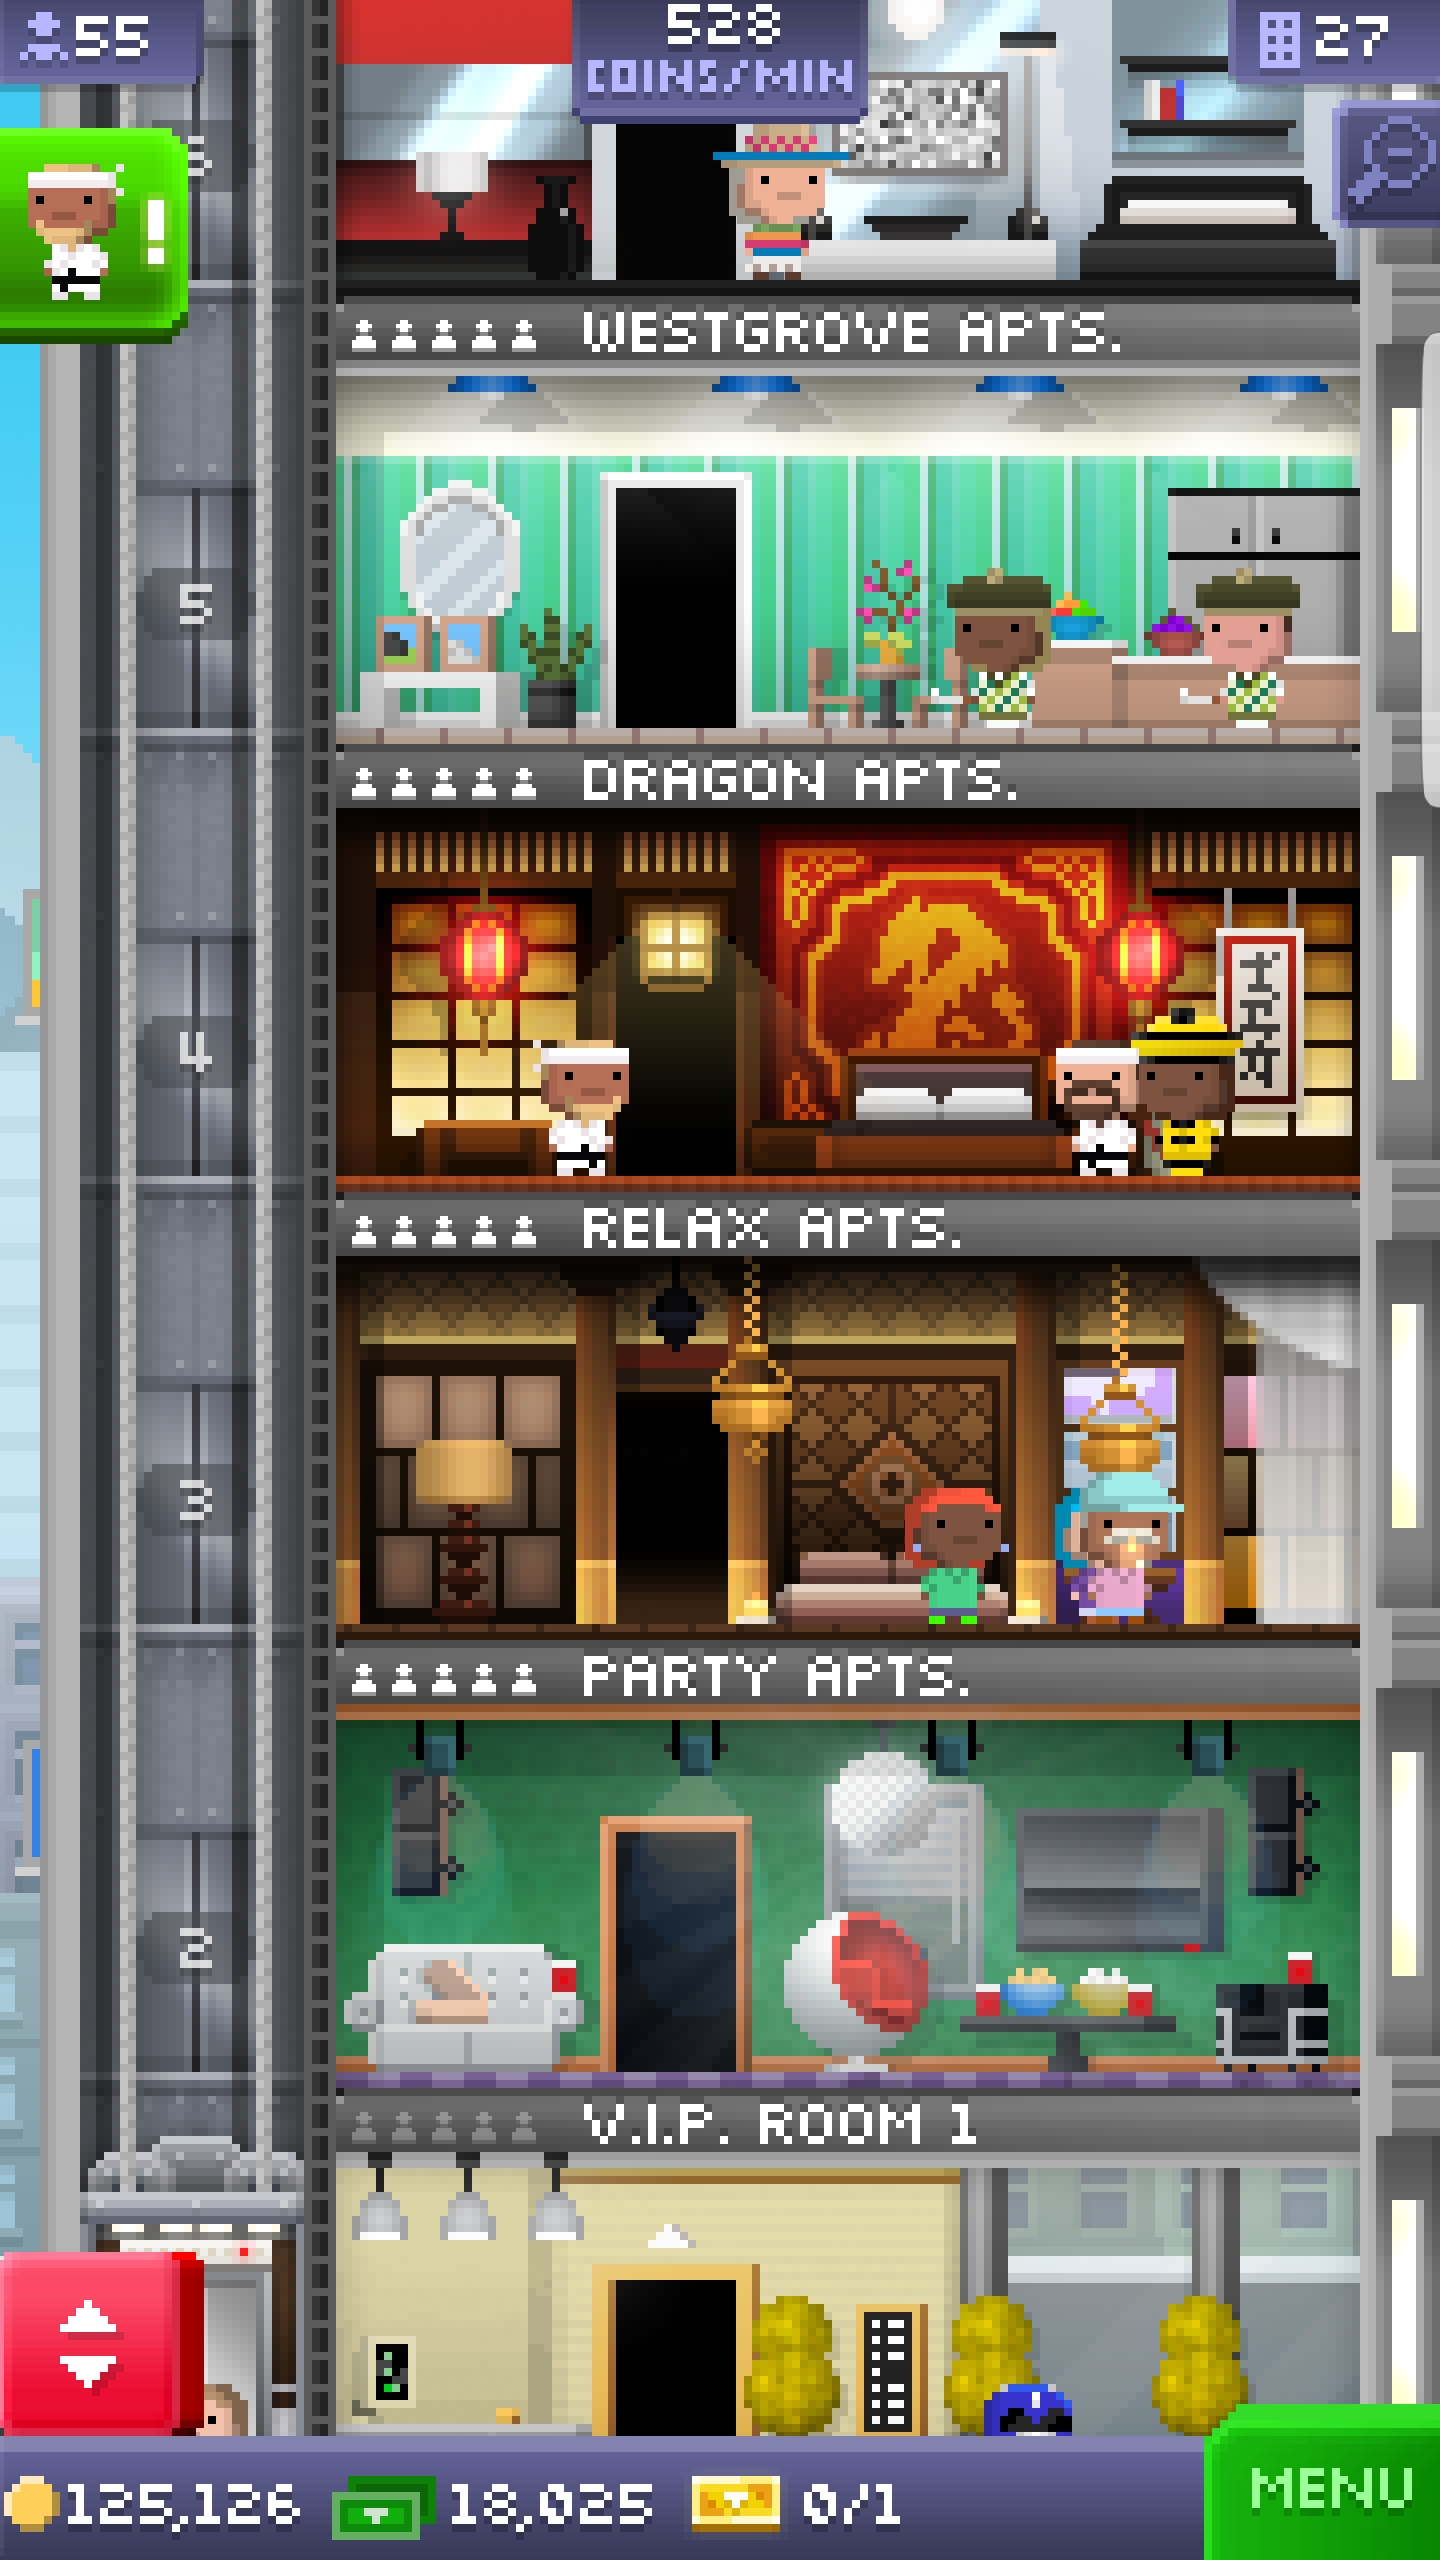 55
528
COINS/MIN
27
!
WESTGROVE APTS.
5
DRAGON APTS.
4
RELAX APTS.
3
PARTY APTS.
2
V.I.P. ROOM 1
125,126
18,025
0/1
MENU